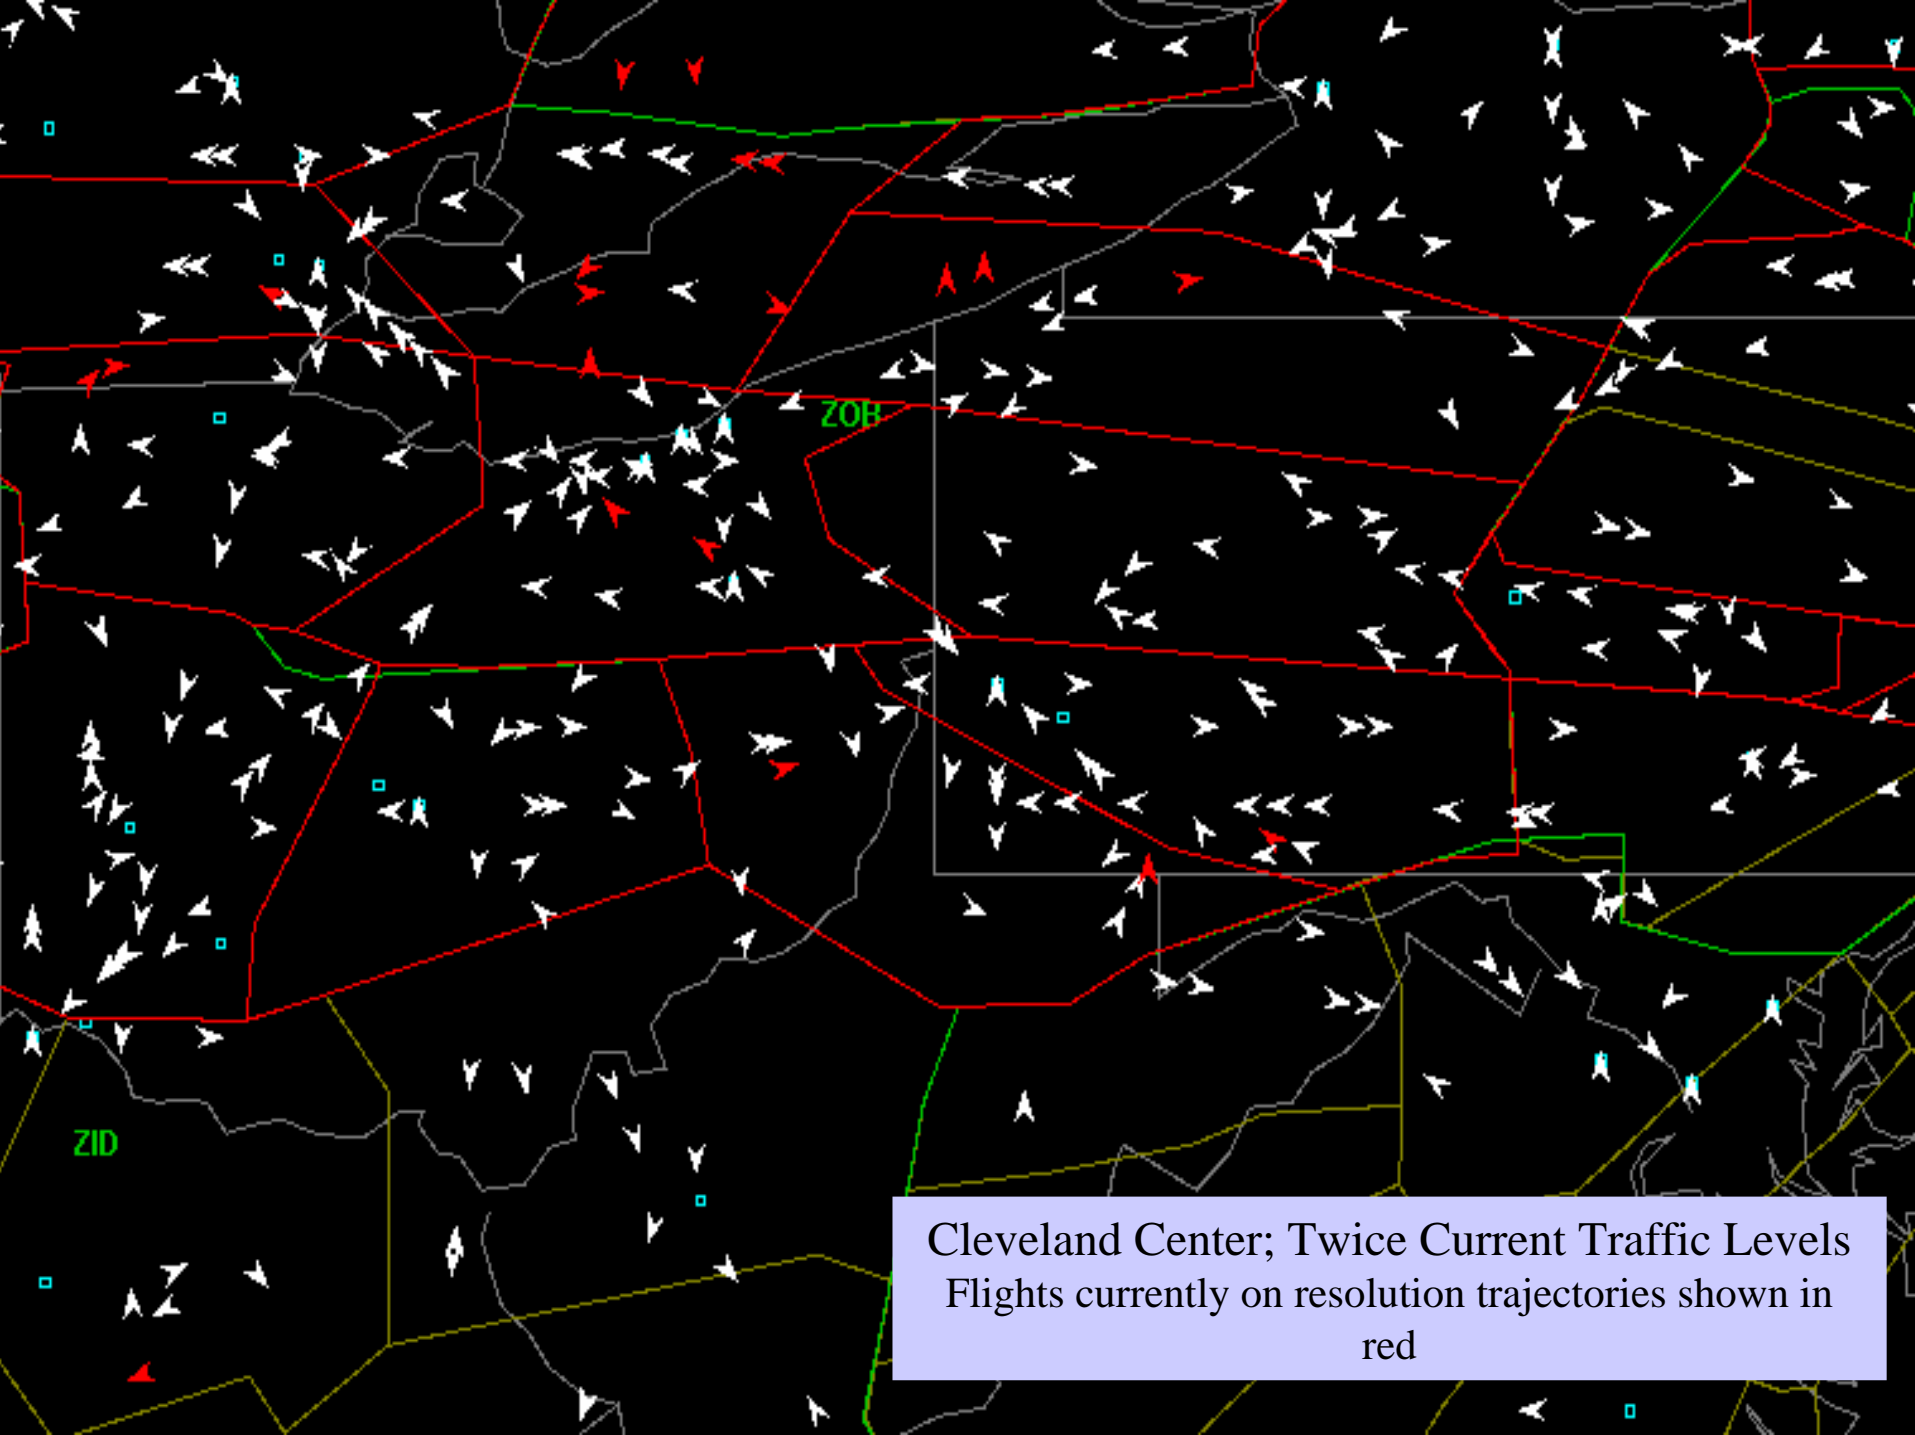 ZOB
ZID
Cleveland Center; Twice Current Traffic Levels
Flights currently on resolution trajectories shown in
red